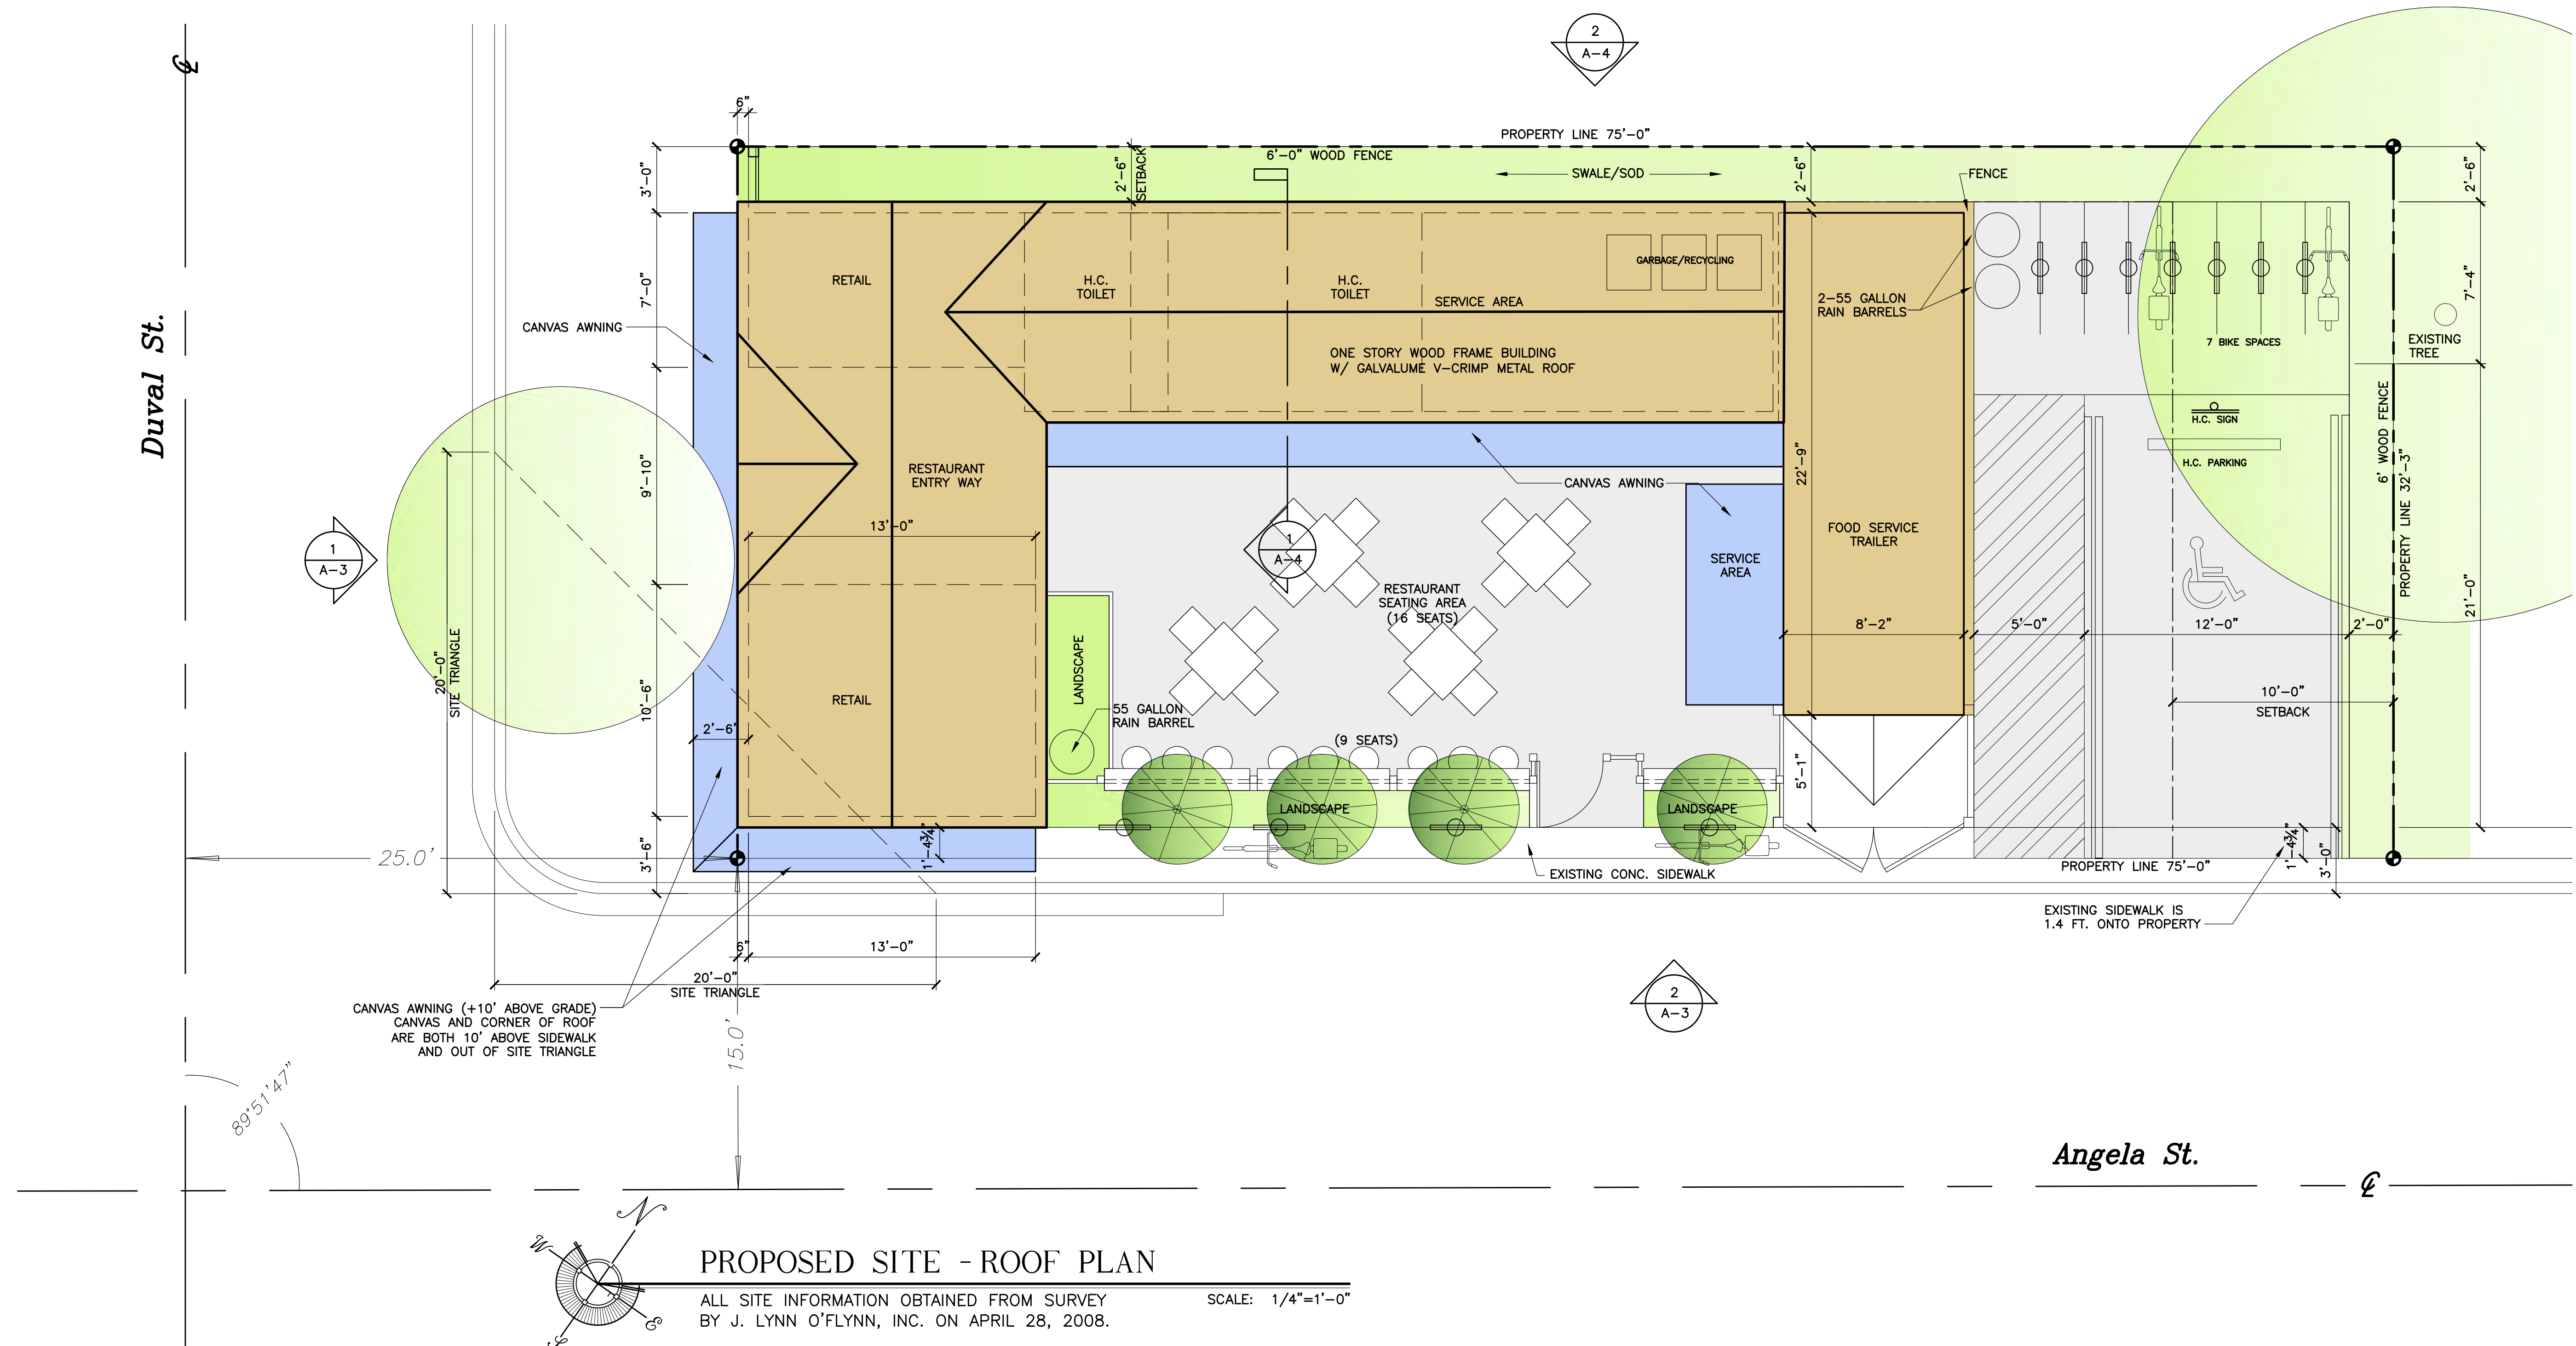 2
A-4
℄
Duval St.
6"
PROPERTY LINE 75'-0"
6'-0" WOOD FENCE
3'-0"
2'-6"
SETBACK
SWALE/SOD
2'-6"
FENCE
2'-6"
RETAIL
H.C.
TOILET
H.C.
TOILET
GARBAGE/RECYCLING
SERVICE AREA
2-55 GALLON
RAIN BARRELS
7'-0"
7'-4"
CANVAS AWNING
ONE STORY WOOD FRAME BUILDING
W/ GALVALUME V-CRIMP METAL ROOF
7 BIKE SPACES
EXISTING
TREE
H.C. SIGN
H.C. PARKING
6' WOOD FENCE
PROPERTY LINE 32'-3"
9'-10"
RESTAURANT
ENTRY WAY
CANVAS AWNING
22'-9"
13'-0"
1
A-3
1
A-4
FOOD SERVICE
TRAILER
SERVICE
AREA
RESTAURANT
SEATING AREA
(16 SEATS)
21'-0"
8'-2"
5'-0"
12'-0"
2'-0"
20'-0"
SITE TRIANGLE
LANDSCAPE
10'-6"
RETAIL
10'-0"
SETBACK
55 GALLON
RAIN BARREL
2'-6"
(9 SEATS)
5'-1"
LANDSCAPE
LANDSCAPE
3'-6"
1'-4¾"
1'-4¾"
3'-0"
25.0'
EXISTING CONC. SIDEWALK
PROPERTY LINE 75'-0"
EXISTING SIDEWALK IS
1.4 FT. ONTO PROPERTY
6"
13'-0"
20'-0"
SITE TRIANGLE
2
A-3
CANVAS AWNING (+10' ABOVE GRADE)
CANVAS AND CORNER OF ROOF
ARE BOTH 10' ABOVE SIDEWALK
AND OUT OF SITE TRIANGLE
15.0'
89°51'47"
Angela St.
℄
N
W
E
PROPOSED SITE - ROOF PLAN
ALL SITE INFORMATION OBTAINED FROM SURVEY
BY J. LYNN O'FLYNN, INC. ON APRIL 28, 2008.
SCALE: 1/4"=1'-0"